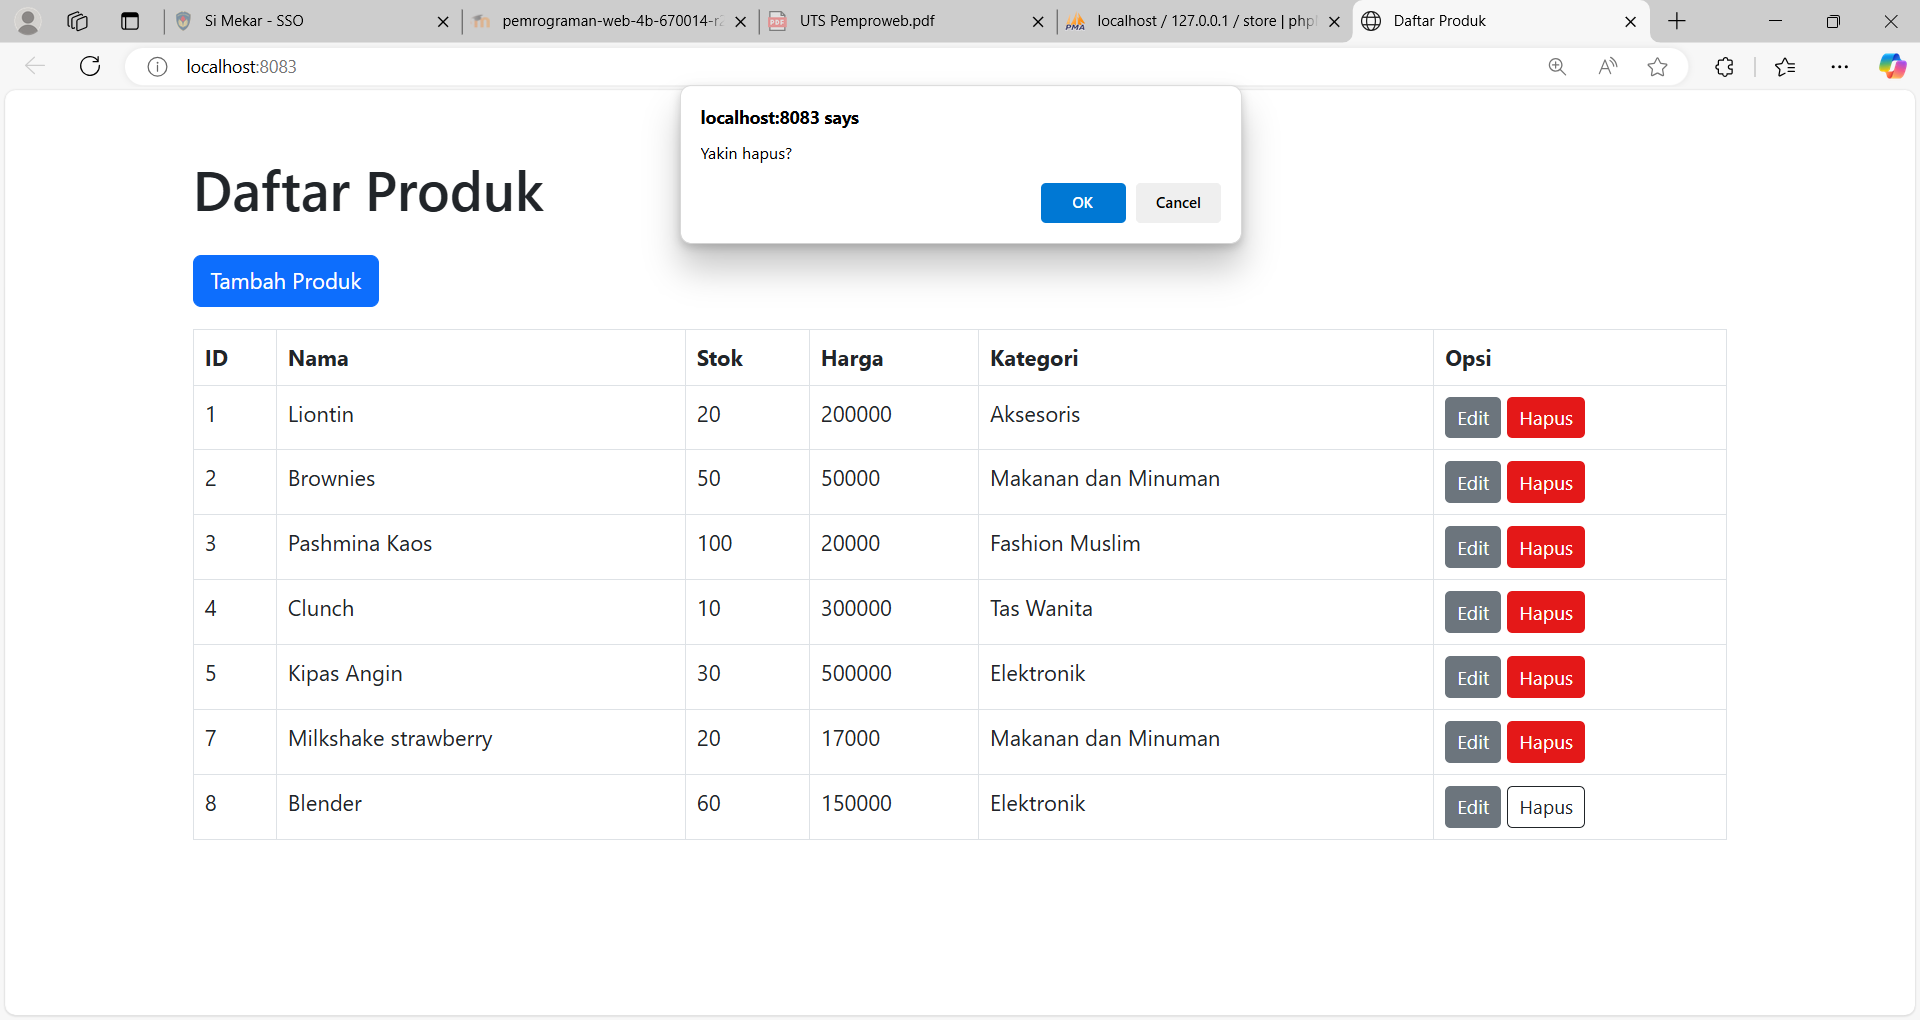 Si Mekar - SSO
pemrograman-web-4b-670014-r2
UTS Pemproweb.pdf
localhost / 127.0.0.1 / store | php
Daftar Produk
localhost:8083
localhost:8083 says
Yakin hapus?
OK Cancel
Daftar Produk
Tambah Produk
ID Nama Stok Harga Kategori Opsi
1 Liontin 20 200000 Aksesoris Edit Hapus
2 Brownies 50 50000 Makanan dan Minuman Edit Hapus
3 Pashmina Kaos 100 20000 Fashion Muslim Edit Hapus
4 Clunch 10 300000 Tas Wanita Edit Hapus
5 Kipas Angin 30 500000 Elektronik Edit Hapus
7 Milkshake strawberry 20 17000 Makanan dan Minuman Edit Hapus
8 Blender 60 150000 Elektronik Edit Hapus